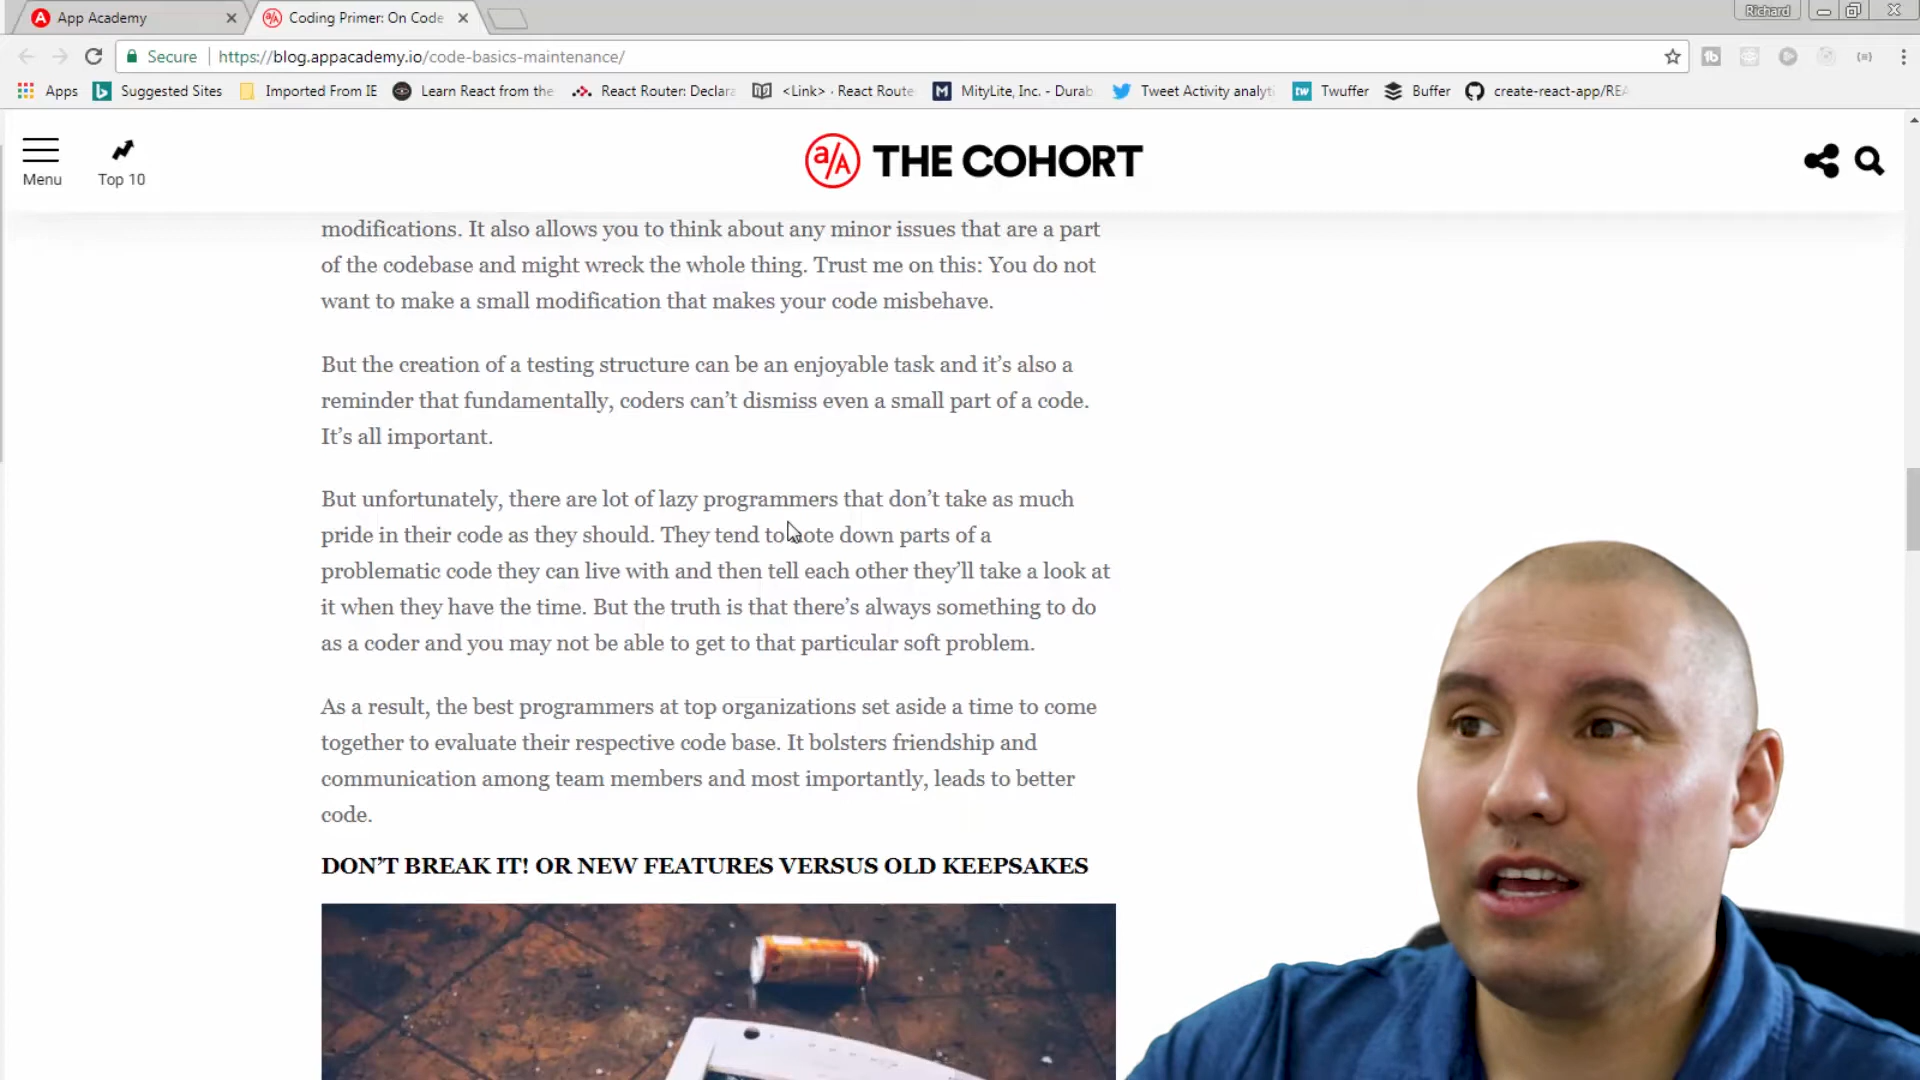 App Academy
Coding Primer: On Code
Richard
Secure
https://blog.appacademy.io/code-basics-maintenance/
Apps
Suggested Sites
Imported From IE
Learn React from the
React Router: Declara
<Link> · React Route
MityLite, Inc. - Durab
Tweet Activity analyti
Twuffer
Buffer
create-react-app/REA
Menu
Top 10
a/A THE COHORT
modifications. It also allows you to think about any minor issues that are a part
of the codebase and might wreck the whole thing. Trust me on this: You do not
want to make a small modification that makes your code misbehave.
But the creation of a testing structure can be an enjoyable task and it’s also a
reminder that fundamentally, coders can’t dismiss even a small part of a code.
It’s all important.
But unfortunately, there are lot of lazy programmers that don’t take as much
pride in their code as they should. They tend to note down parts of a
problematic code they can live with and then tell each other they’ll take a look at
it when they have the time. But the truth is that there’s always something to do
as a coder and you may not be able to get to that particular soft problem.
As a result, the best programmers at top organizations set aside a time to come
together to evaluate their respective code base. It bolsters friendship and
communication among team members and most importantly, leads to better
code.
DON’T BREAK IT! OR NEW FEATURES VERSUS OLD KEEPSAKES